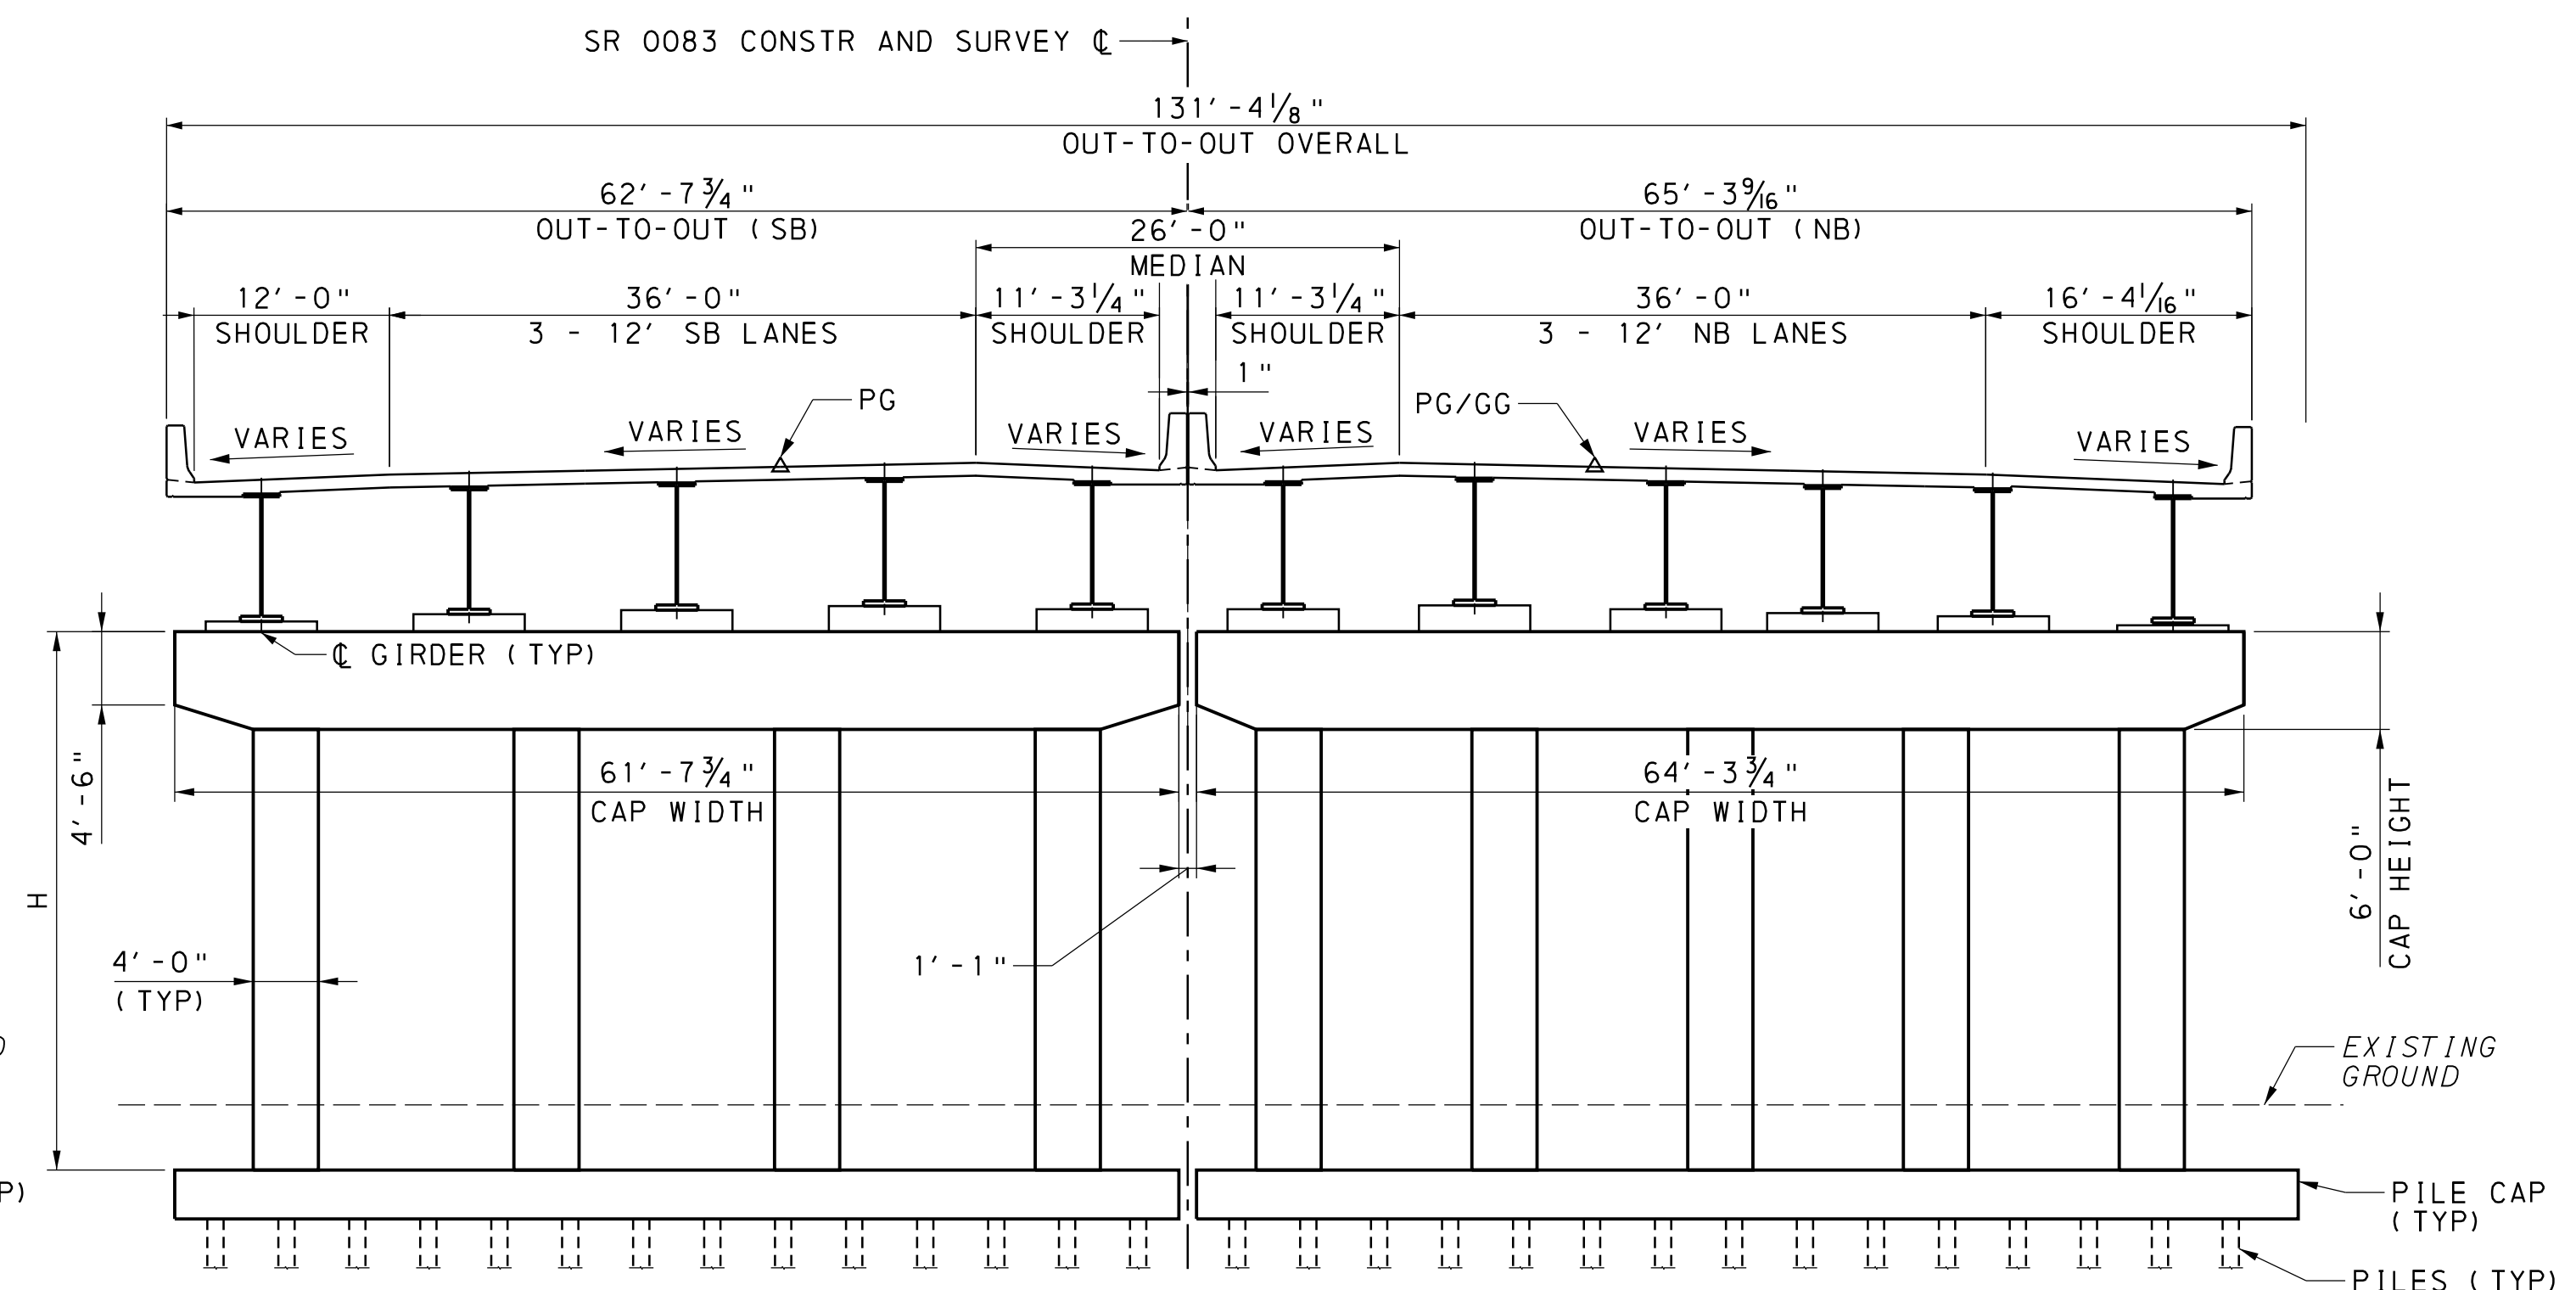 SR 0083 CONSTR AND SURVEY ℄
131'-4⅛"
OUT-TO-OUT OVERALL
62'-7¾"
OUT-TO-OUT (SB)
65'-3 9/16"
OUT-TO-OUT (NB)
26'-0"
MEDIAN
12'-0"
SHOULDER
36'-0"
3 - 12' SB LANES
11'-3¼"
SHOULDER
11'-3¼"
SHOULDER
36'-0"
3 - 12' NB LANES
16'-4 1/16"
SHOULDER
1"
PG
PG/GG
VARIES
VARIES
VARIES
VARIES
VARIES
VARIES
℄ GIRDER (TYP)
4'-6"
61'-7¾"
CAP WIDTH
64'-3¾"
CAP WIDTH
6'-0"
CAP HEIGHT
H
4'-0"
(TYP)
1'-1"
EXISTING
GROUND
P)
PILE CAP
(TYP)
PILES (TYP)